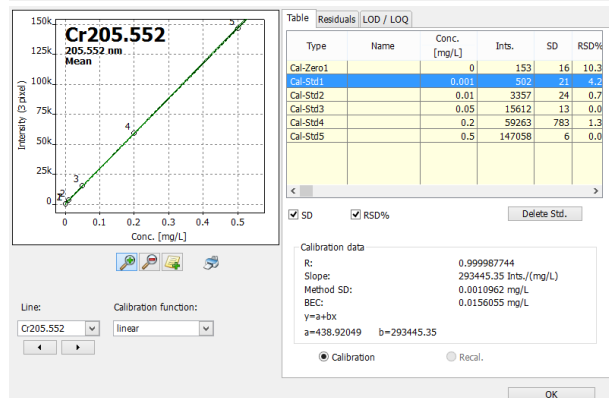 Cr205.552
205.552 nm
Mean
150k
125k
100k
75k
50k
25k
0
Intensity (3 pixel)
0 0.1 0.2 0.3 0.4 0.5
Conc. [mg/L]
2
3
4
5
Line: Calibration function:
Cr205.552 linear
Table Residuals LOD / LOQ
Type Name Conc. [mg/L] Ints. SD RSD%
Cal-Zero1 0 153 16 10.3
Cal-Std1 0.001 502 21 4.2
Cal-Std2 0.01 3357 24 0.7
Cal-Std3 0.05 15612 13 0.0
Cal-Std4 0.2 59263 783 1.3
Cal-Std5 0.5 147058 6 0.0
SD RSD% Delete Std.
Calibration data
R: 0.999987744
Slope: 293445.35 Ints./(mg/L)
Method SD: 0.0010962 mg/L
BEC: 0.0156055 mg/L
y=a+bx
a=438.92049 b=293445.35
Calibration Recal.
OK